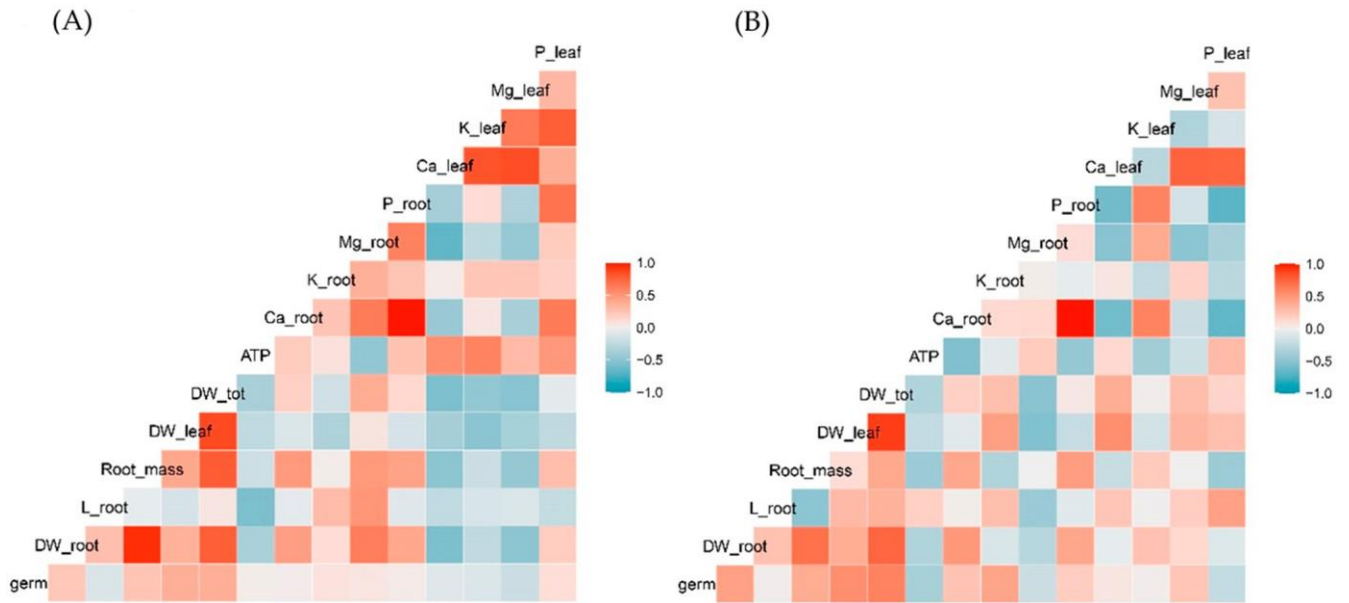 (A)
P_leaf
Mg_leaf
K_leaf
Ca_leaf
P_root
Mg_root
K_root
Ca_root
ATP
DW_tot
DW_leaf
Root_mass
L_root
DW_root
germ
1.0
0.5
0.0
−0.5
−1.0
(B)
P_leaf
Mg_leaf
K_leaf
Ca_leaf
P_root
Mg_root
K_root
Ca_root
ATP
DW_tot
DW_leaf
Root_mass
L_root
DW_root
germ
1.0
0.5
0.0
−0.5
−1.0